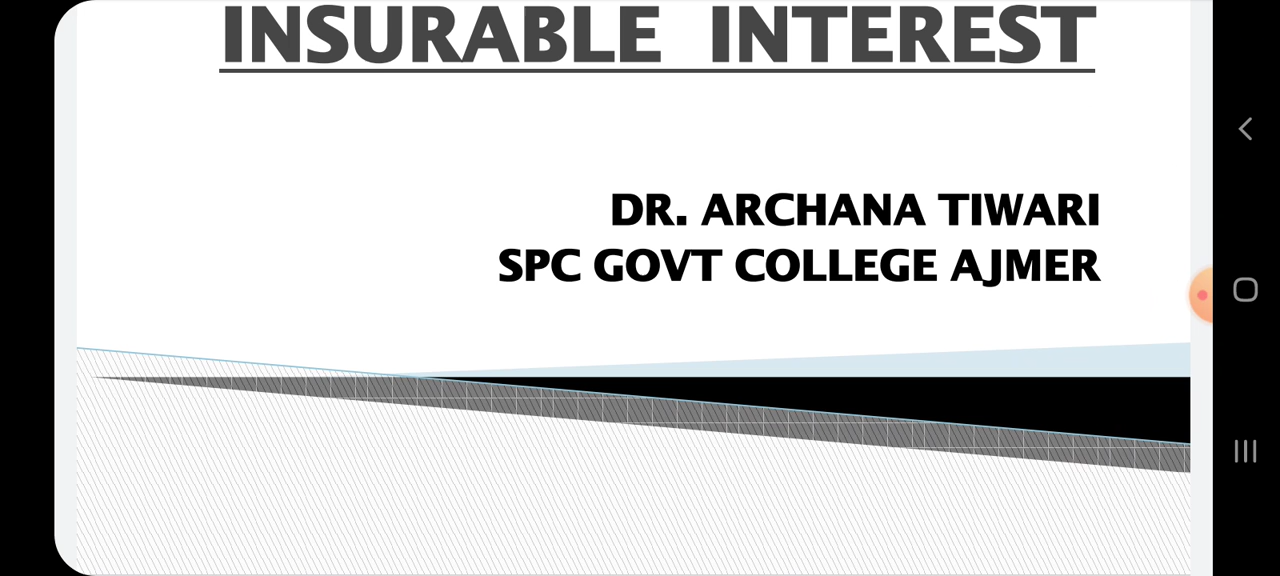 INSURABLE INTEREST
DR. ARCHANA TIWARI
SPC GOVT COLLEGE AJMER